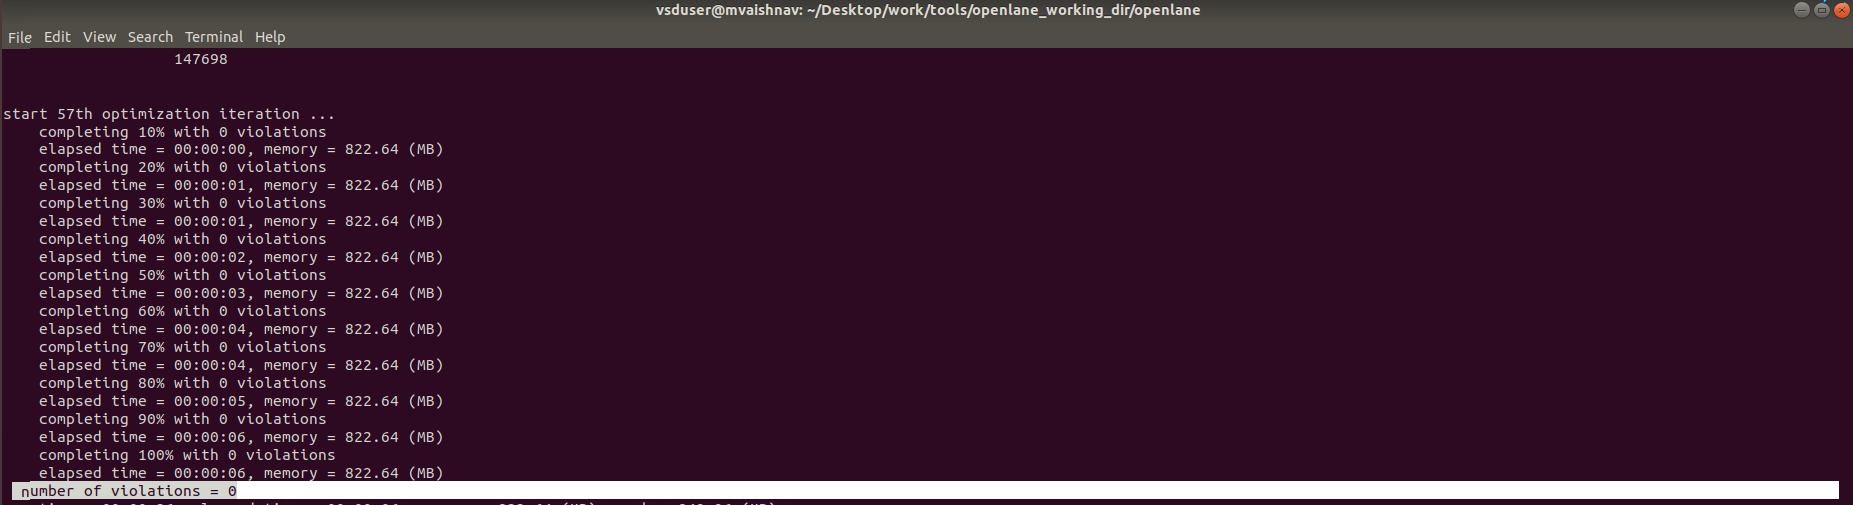 vsduser@mvaishnav: ~/Desktop/work/tools/openlane_working_dir/openlane
File Edit View Search Terminal Help
147698
start 57th optimization iteration ...
completing 10% with 0 violations
elapsed time = 00:00:00, memory = 822.64 (MB)
completing 20% with 0 violations
elapsed time = 00:00:01, memory = 822.64 (MB)
completing 30% with 0 violations
elapsed time = 00:00:01, memory = 822.64 (MB)
completing 40% with 0 violations
elapsed time = 00:00:02, memory = 822.64 (MB)
completing 50% with 0 violations
elapsed time = 00:00:03, memory = 822.64 (MB)
completing 60% with 0 violations
elapsed time = 00:00:04, memory = 822.64 (MB)
completing 70% with 0 violations
elapsed time = 00:00:04, memory = 822.64 (MB)
completing 80% with 0 violations
elapsed time = 00:00:05, memory = 822.64 (MB)
completing 90% with 0 violations
elapsed time = 00:00:06, memory = 822.64 (MB)
completing 100% with 0 violations
elapsed time = 00:00:06, memory = 822.64 (MB)
number of violations = 0